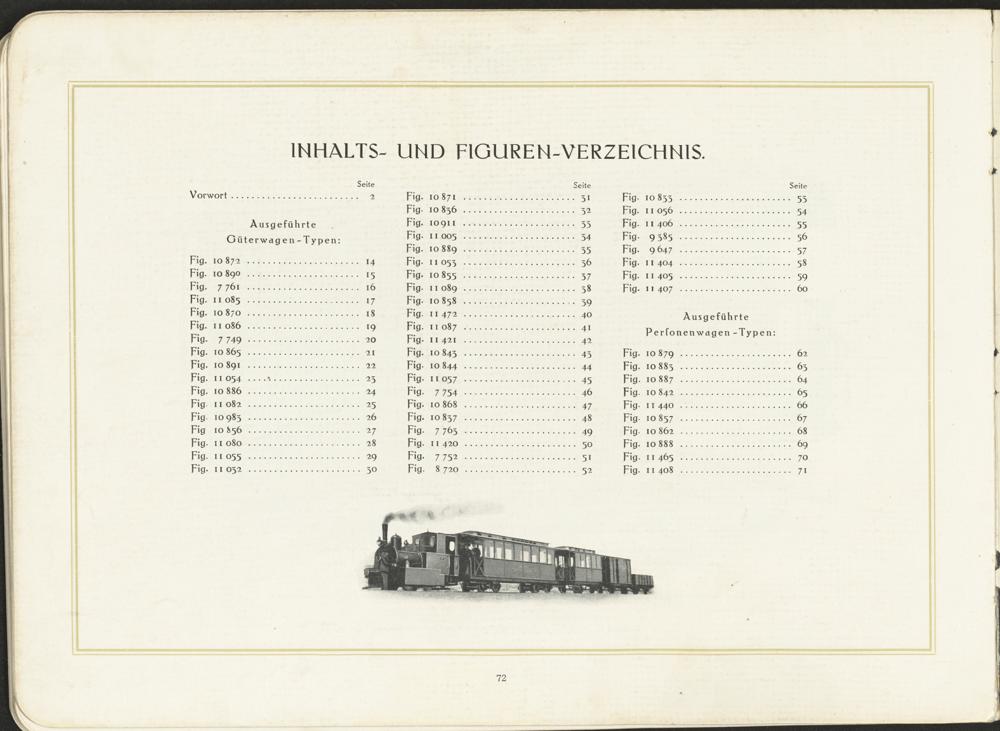 INHALTS- UND FIGUREN-VERZEICHNIS.
Seite
Vorwort ........................ 2
Ausgeführte
Güterwagen-Typen:
Fig. 10 872 ..................... 14
Fig. 10 890 ..................... 15
Fig. 7 761 ..................... 16
Fig. 11 085 ..................... 17
Fig. 10 870 ..................... 18
Fig. 11 086 ..................... 19
Fig. 7 749 ..................... 20
Fig. 10 865 ..................... 21
Fig. 10 891 ..................... 22
Fig. 11 054 ..................... 23
Fig. 10 886 ..................... 24
Fig. 11 082 ..................... 25
Fig. 10 983 ..................... 26
Fig 10 856 ..................... 27
Fig. 11 080 ..................... 28
Fig. 11 055 ..................... 29
Fig. 11 032 ..................... 30
Seite
Fig. 10 871 ..................... 31
Fig. 10 836 ..................... 32
Fig. 10 911 ..................... 33
Fig. 11 005 ..................... 34
Fig. 10 889 ..................... 35
Fig. 11 053 ..................... 36
Fig. 10 855 ..................... 37
Fig. 11 089 ..................... 38
Fig. 10 858 ..................... 39
Fig. 11 472 ..................... 40
Fig. 11 087 ..................... 41
Fig. 11 421 ..................... 42
Fig. 10 843 ..................... 43
Fig. 10 844 ..................... 44
Fig. 11 057 ..................... 45
Fig. 7 754 ..................... 46
Fig. 10 868 ..................... 47
Fig. 10 837 ..................... 48
Fig. 7 763 ..................... 49
Fig. 11 420 ..................... 50
Fig. 7 752 ..................... 51
Fig. 8 720 ..................... 52
Seite
Fig. 10 853 ..................... 53
Fig. 11 056 ..................... 54
Fig. 11 406 ..................... 55
Fig. 9 385 ..................... 56
Fig. 9 647 ..................... 57
Fig. 11 404 ..................... 58
Fig. 11 405 ..................... 59
Fig. 11 407 ..................... 60
Ausgeführte
Perſonenwagen-Typen:
Fig. 10 879 ..................... 62
Fig. 10 883 ..................... 63
Fig. 10 887 ..................... 64
Fig. 10 842 ..................... 65
Fig. 11 440 ..................... 66
Fig. 10 857 ..................... 67
Fig. 10 862 ..................... 68
Fig. 10 888 ..................... 69
Fig. 11 465 ..................... 70
Fig. 11 408 ..................... 71
72